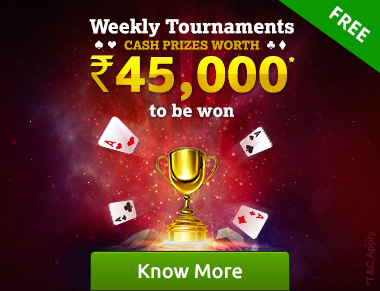 FREE
Weekly Tournaments
♠ ♥ CASH PRIZES WORTH ♣ ♦
₹45,000*
to be won
Know More
*T&C Apply